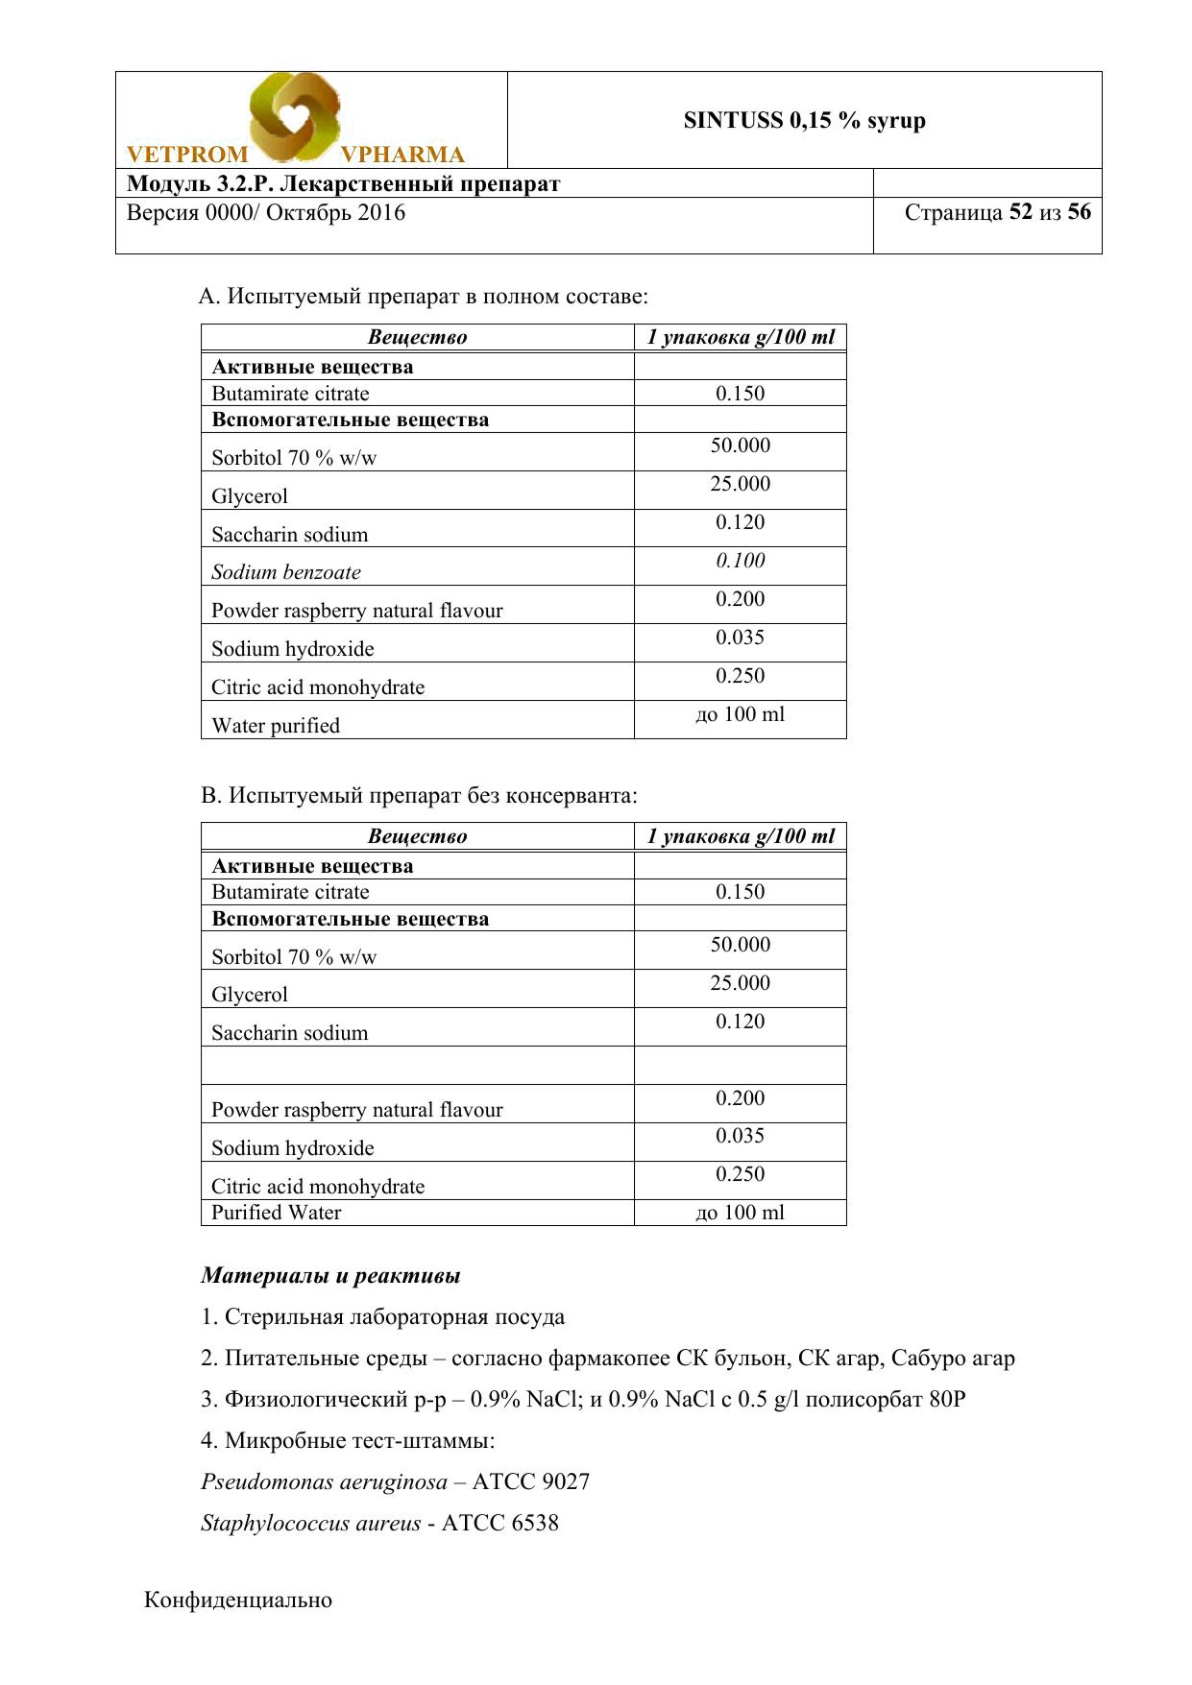 VETPROM VPHARMA
SINTUSS 0,15 % syrup
Модуль 3.2.Р. Лекарственный препарат
Версия 0000/ Октябрь 2016
Страница 52 из 56
А. Испытуемый препарат в полном составе:
Вещество 1 упаковка g/100 ml
Активные вещества
Butamirate citrate 0.150
Вспомогательные вещества
Sorbitol 70 % w/w 50.000
Glycerol 25.000
Saccharin sodium 0.120
Sodium benzoate 0.100
Powder raspberry natural flavour 0.200
Sodium hydroxide 0.035
Citric acid monohydrate 0.250
Water purified до 100 ml
В. Испытуемый препарат без консерванта:
Вещество 1 упаковка g/100 ml
Активные вещества
Butamirate citrate 0.150
Вспомогательные вещества
Sorbitol 70 % w/w 50.000
Glycerol 25.000
Saccharin sodium 0.120
Powder raspberry natural flavour 0.200
Sodium hydroxide 0.035
Citric acid monohydrate 0.250
Purified Water до 100 ml
Материалы и реактивы
1. Стерильная лабораторная посуда
2. Питательные среды – согласно фармакопее СК бульон, СК агар, Сабуро агар
3. Физиологический р-р – 0.9% NaCl; и 0.9% NaCl с 0.5 g/l полисорбат 80Р
4. Микробные тест-штаммы:
Pseudomonas aeruginosa – ATCC 9027
Staphylococcus aureus - ATCC 6538
Конфиденциально